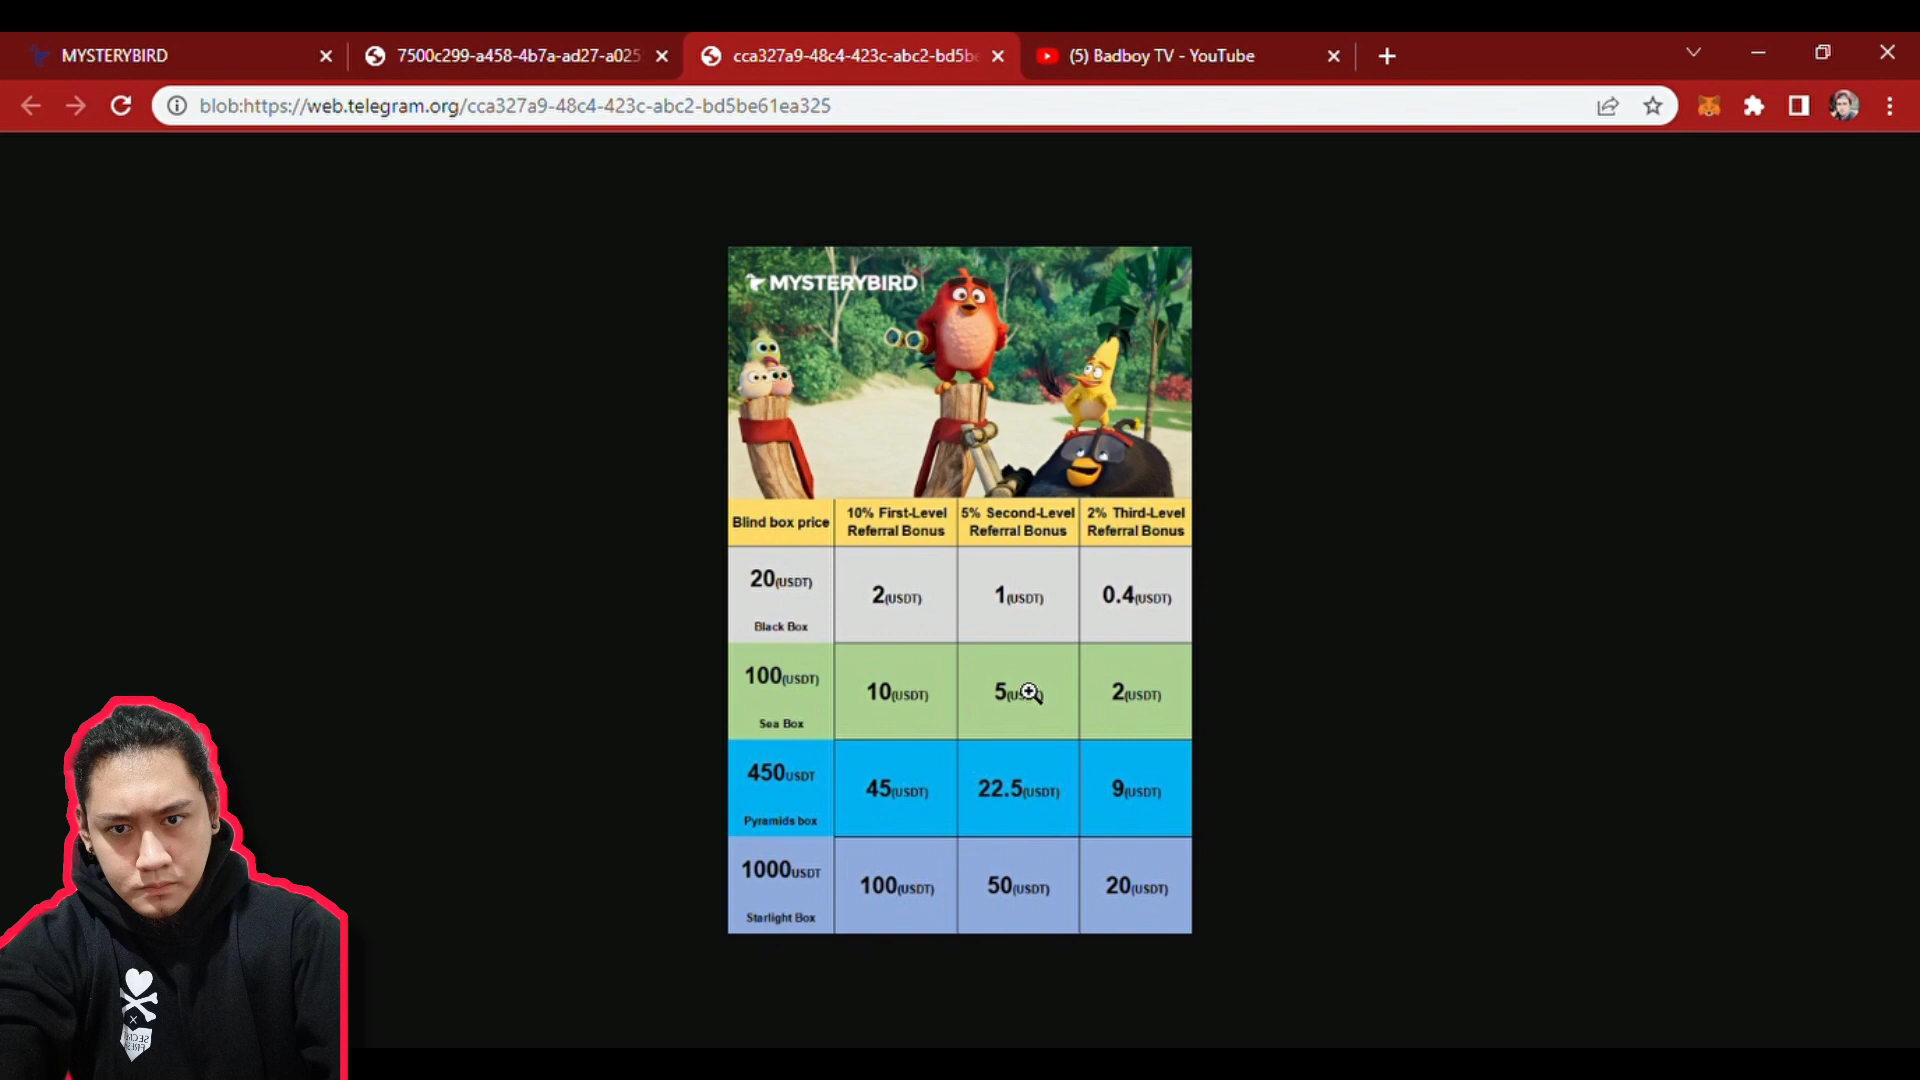 MYSTERYBIRD
7500c299-a458-4b7a-ad27-a025
cca327a9-48c4-423c-abc2-bd5be
(5) Badboy TV - YouTube
blob:https://web.telegram.org/cca327a9-48c4-423c-abc2-bd5be61ea325
MYSTERYBIRD
Blind box price
10% First-Level
Referral Bonus
5% Second-Level
Referral Bonus
2% Third-Level
Referral Bonus
20(USDT)
Black Box
2(USDT)
1(USDT)
0.4(USDT)
100(USDT)
Sea Box
10(USDT)
5
2(USDT)
450USDT
Pyramids box
45(USDT)
22.5(USDT)
9(USDT)
1000USDT
Starlight Box
100(USDT)
50(USDT)
20(USDT)